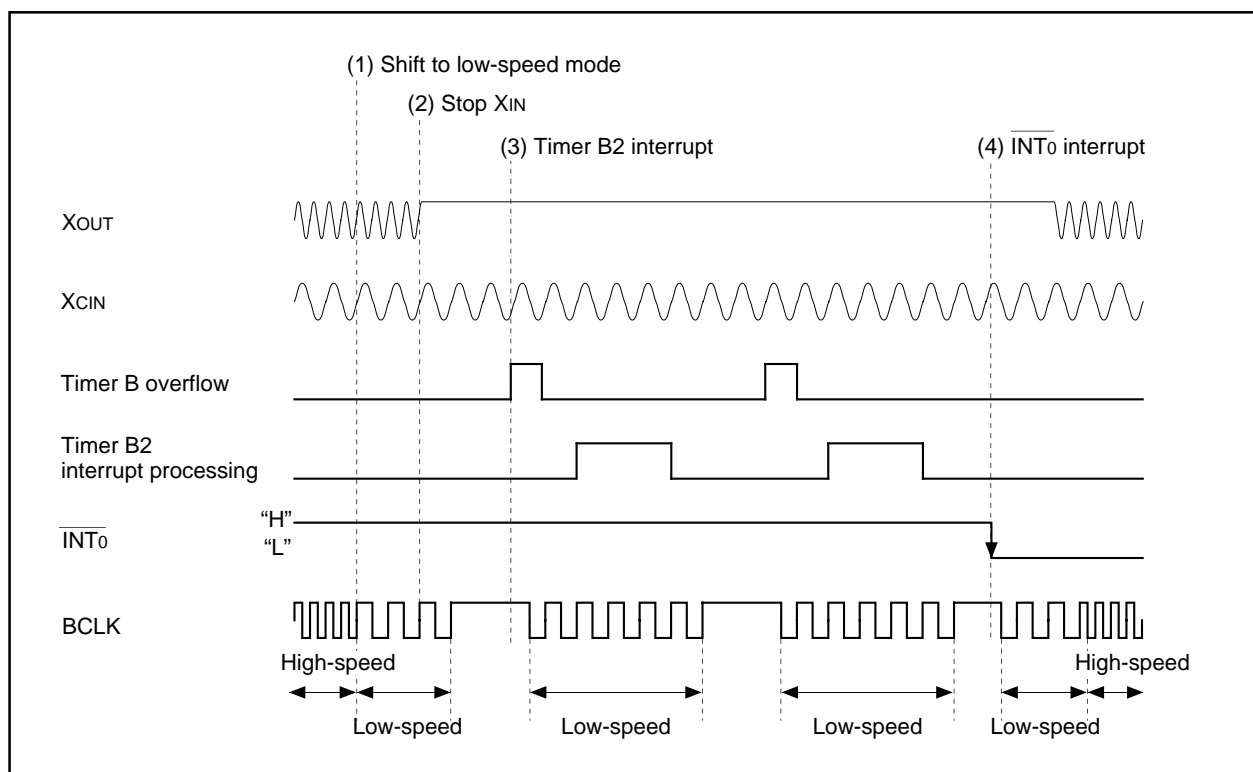 (1) Shift to low-speed mode
(2) Stop XIN
(3) Timer B2 interrupt
(4) INT0 interrupt
XOUT
XCIN
Timer B overflow
Timer B2
interrupt processing
“H”
INT0
“L”
BCLK
High-speed
High-speed
Low-speed
Low-speed
Low-speed
Low-speed